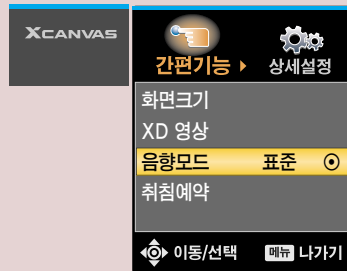 XCANVAS
간편기능 상세설정
화면크기
XD 영상
음향모드 표준
취침예약
이동/선택 메뉴 나가기